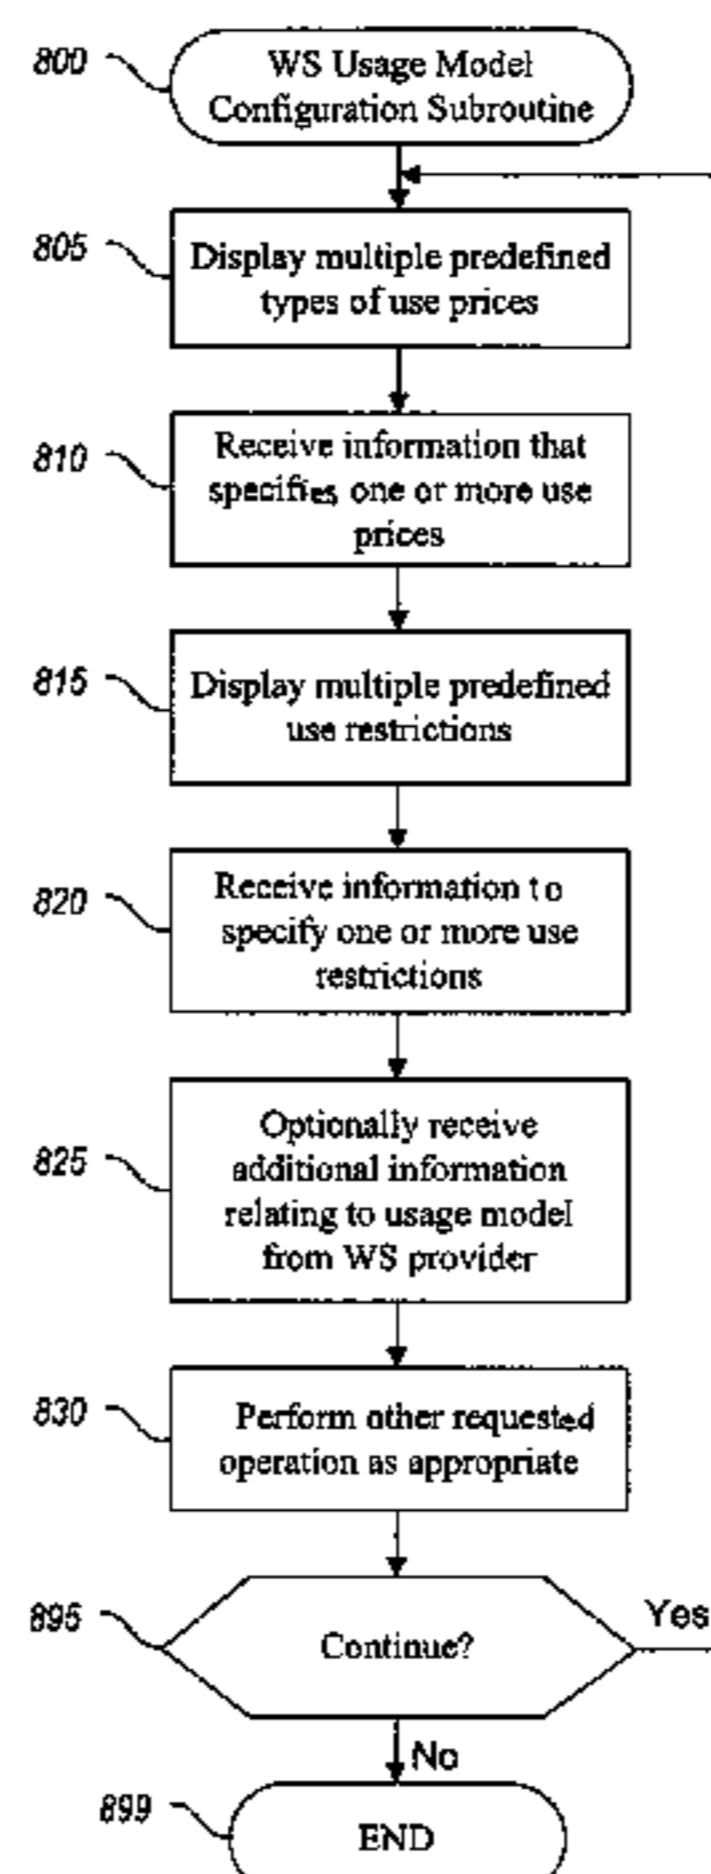 800
WS Usage Model
Configuration Subroutine
805
Display multiple predefined
types of use prices
810
Receive information that
specifies one or more use
prices
815
Display multiple predefined
use restrictions
820
Receive information to
specify one or more use
restrictions
825
Optionally receive
additional information
relating to usage model
from WS provider
830
Perform other requested
operation as appropriate
895
Continue?
Yes
No
899
END